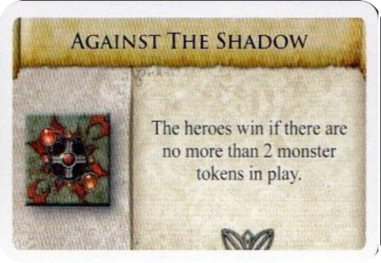 AGAINST THE SHADOW
The heroes win if there are
no more than 2 monster
tokens in play.